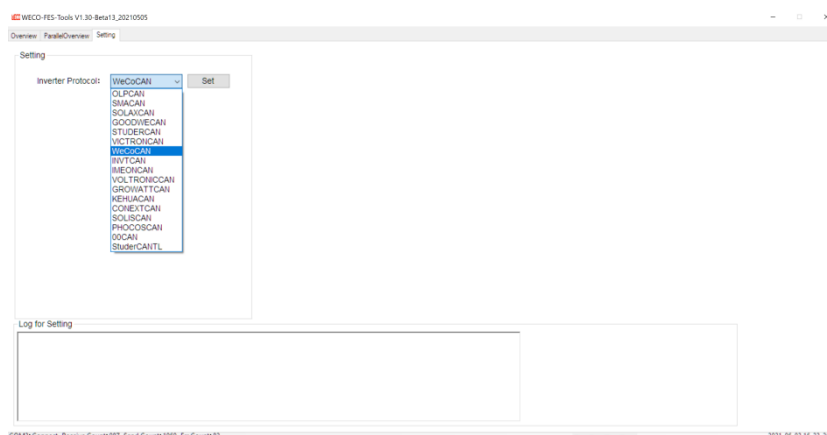 WECO-FES-Tools V1.30-Beta13_20210505
Overview ParallelOverview Setting
Setting
Inverter Protocol: WeCoCAN Set
OLPCAN
SMACAN
SOLAXCAN
GOODWECAN
STUDERCAN
VICTRONCAN
WeCoCAN
INVTCAN
IMEONCAN
VOLTRONICCAN
GROWATTCAN
KEHUACAN
CONEXTCAN
SOLISCAN
PHOCOSCAN
00CAN
StuderCANTL
Log for Setting